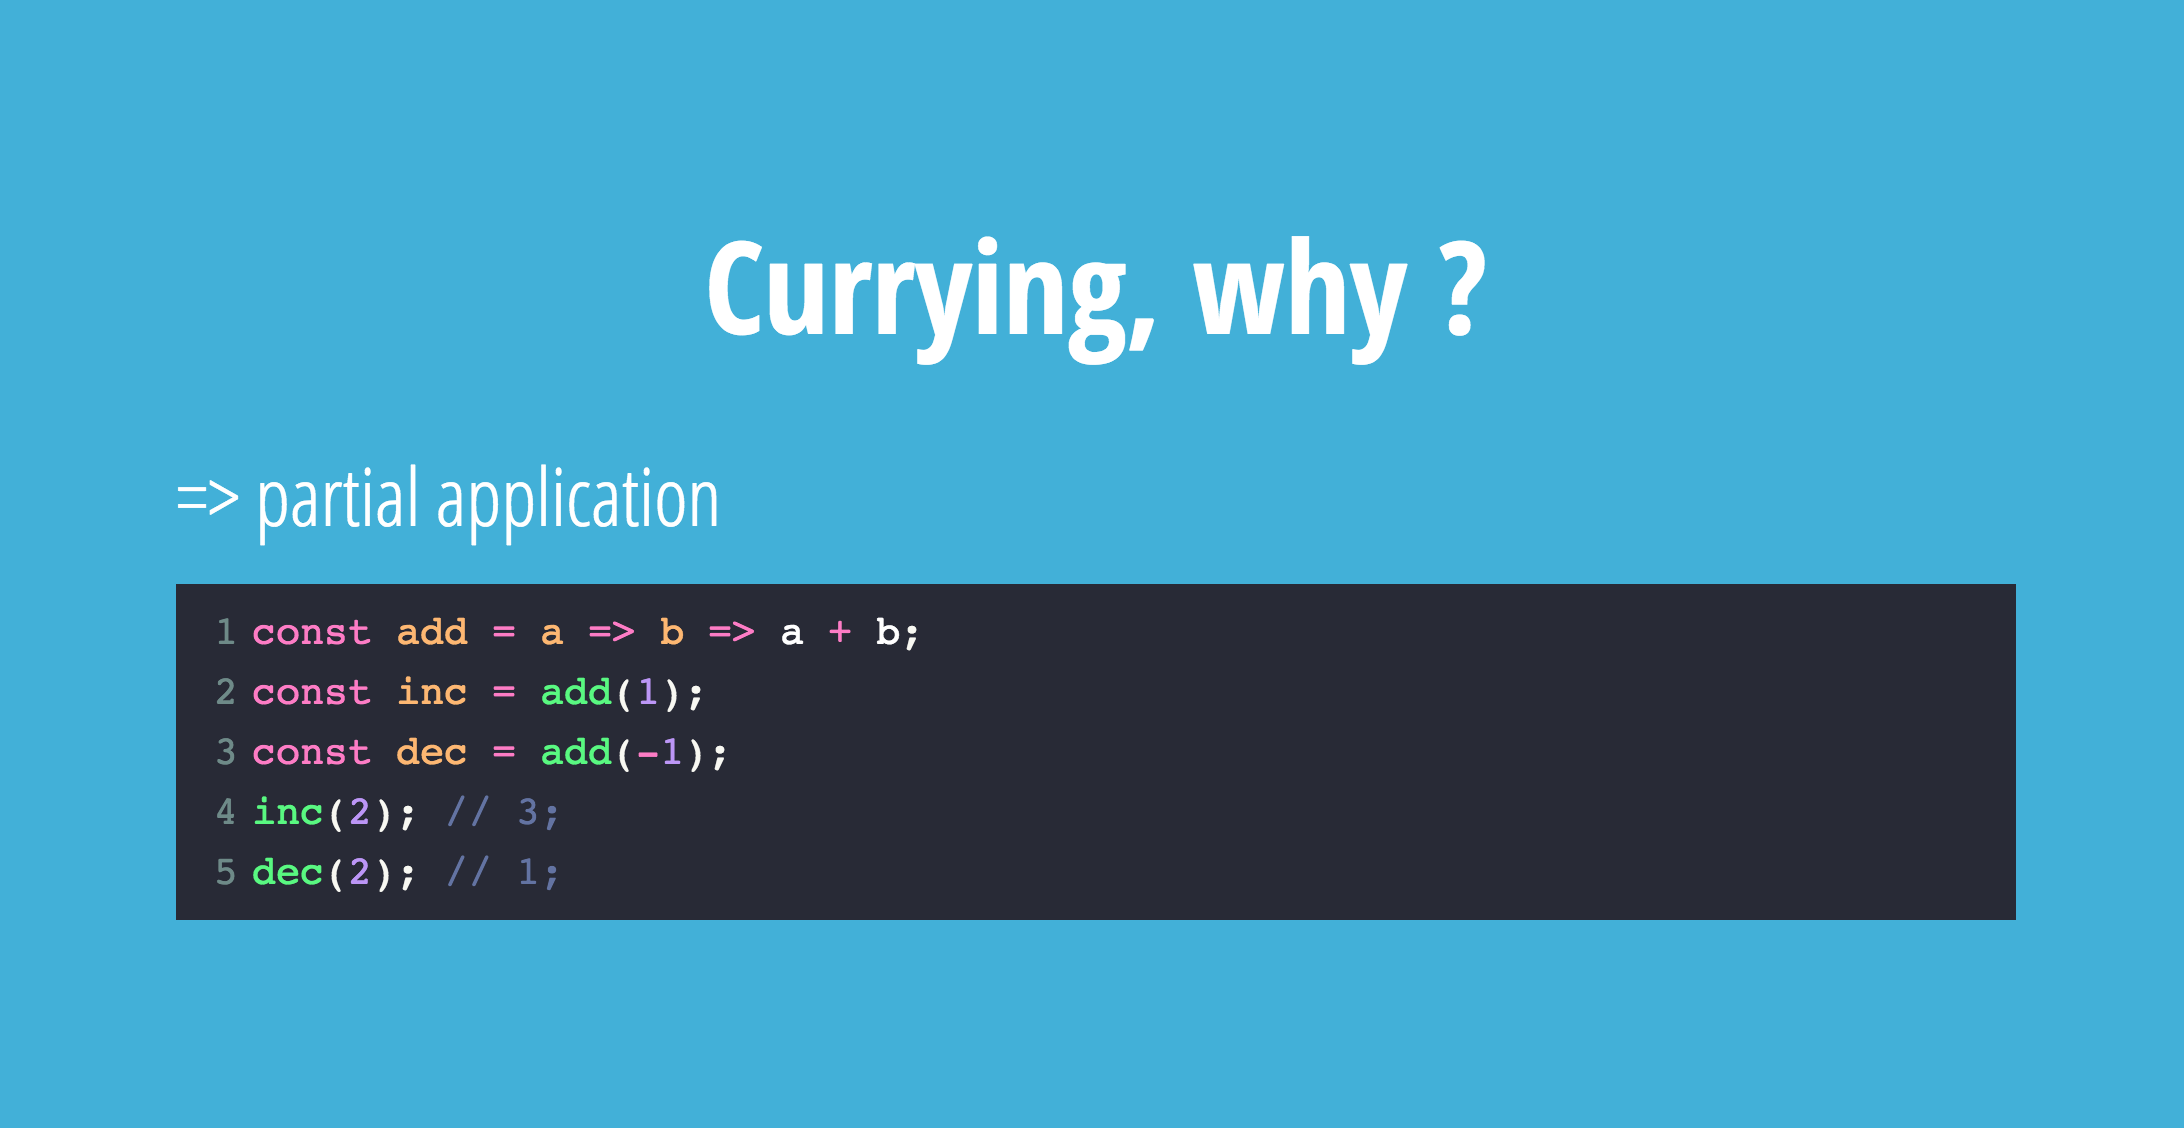 Currying, why ?
=> partial application
1 const add = a => b => a + b;
2 const inc = add(1);
3 const dec = add(-1);
4 inc(2); // 3;
5 dec(2); // 1;